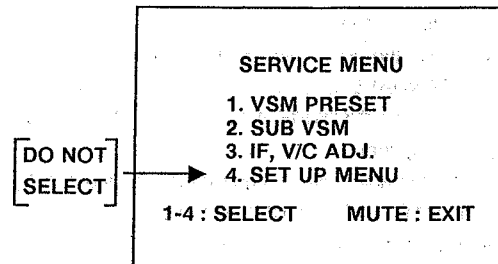 SERVICE MENU
1. VSM PRESET
2. SUB VSM
3. IF, V/C ADJ.
DO NOT
SELECT
4. SET UP MENU
1-4 : SELECT MUTE : EXIT